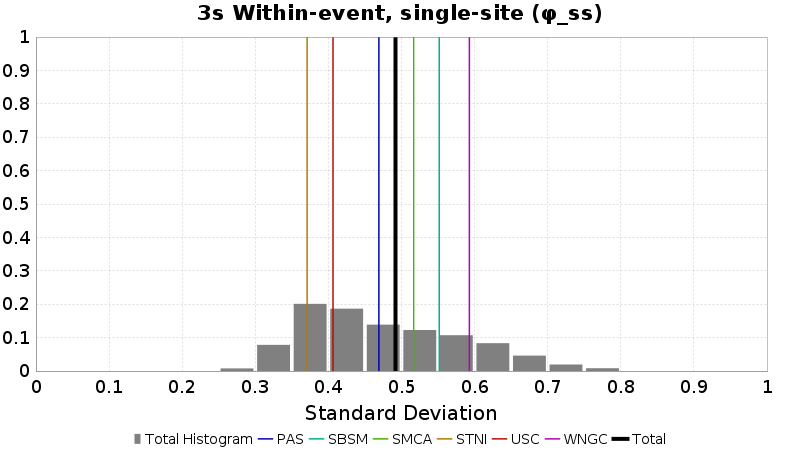 3s Within-event, single-site (φ_ss)
1
0.9
0.8
0.7
0.6
0.5
0.4
0.3
0.2
0.1
0
0 0.1 0.2 0.3 0.4 0.5 0.6 0.7 0.8 0.9 1
Standard Deviation
Total Histogram PAS SBSM SMCA STNI USC WNGC Total